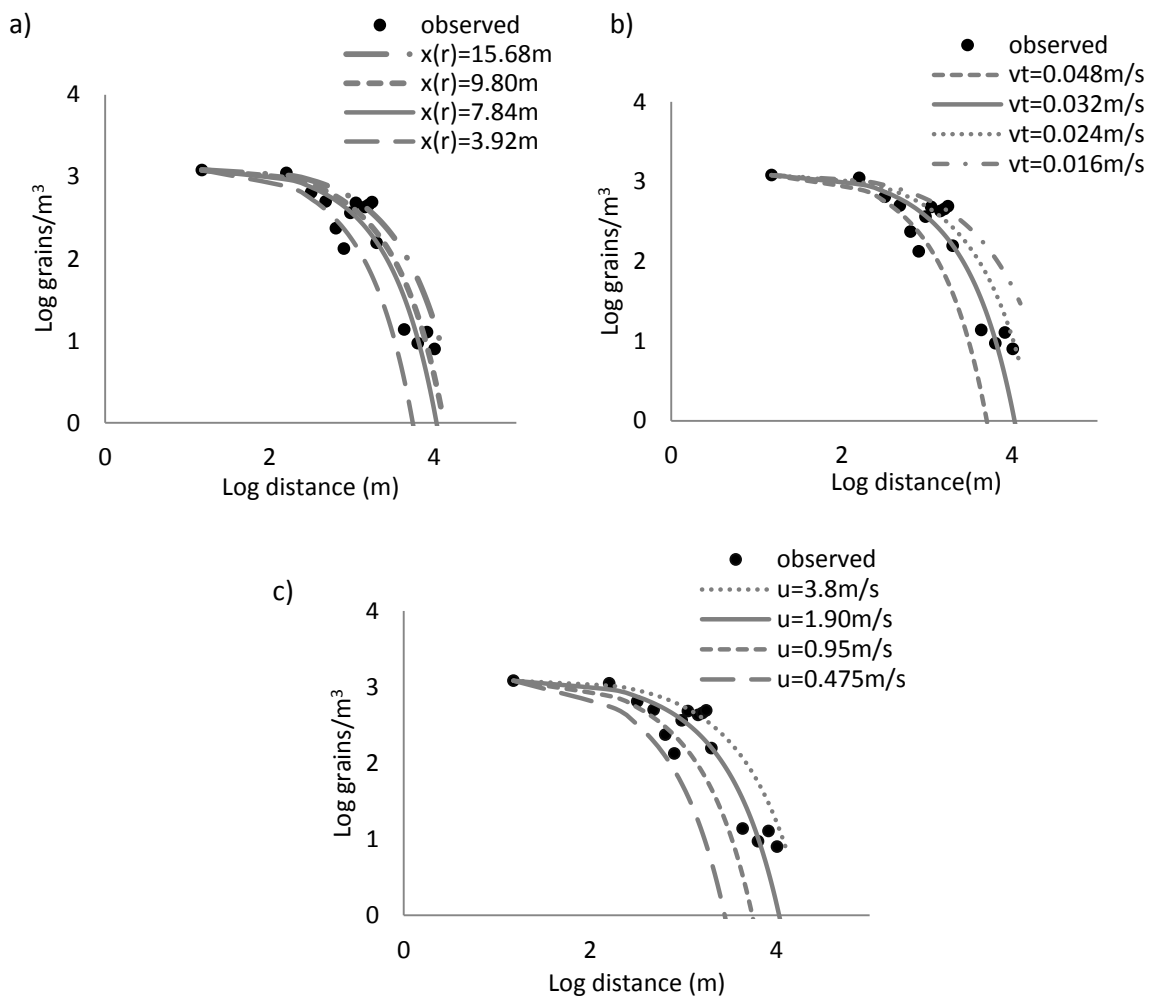 a)
observed
x(r)=15.68m
x(r)=9.80m
x(r)=7.84m
x(r)=3.92m
4
3
2
1
0
Log grains/m³
0
2
4
Log distance (m)
b)
observed
vt=0.048m/s
vt=0.032m/s
vt=0.024m/s
vt=0.016m/s
4
3
2
1
0
Log grains/m³
0
2
4
Log distance(m)
c)
observed
u=3.8m/s
u=1.90m/s
u=0.95m/s
u=0.475m/s
4
3
2
1
0
Log grains/m³
0
2
4
Log distance (m)